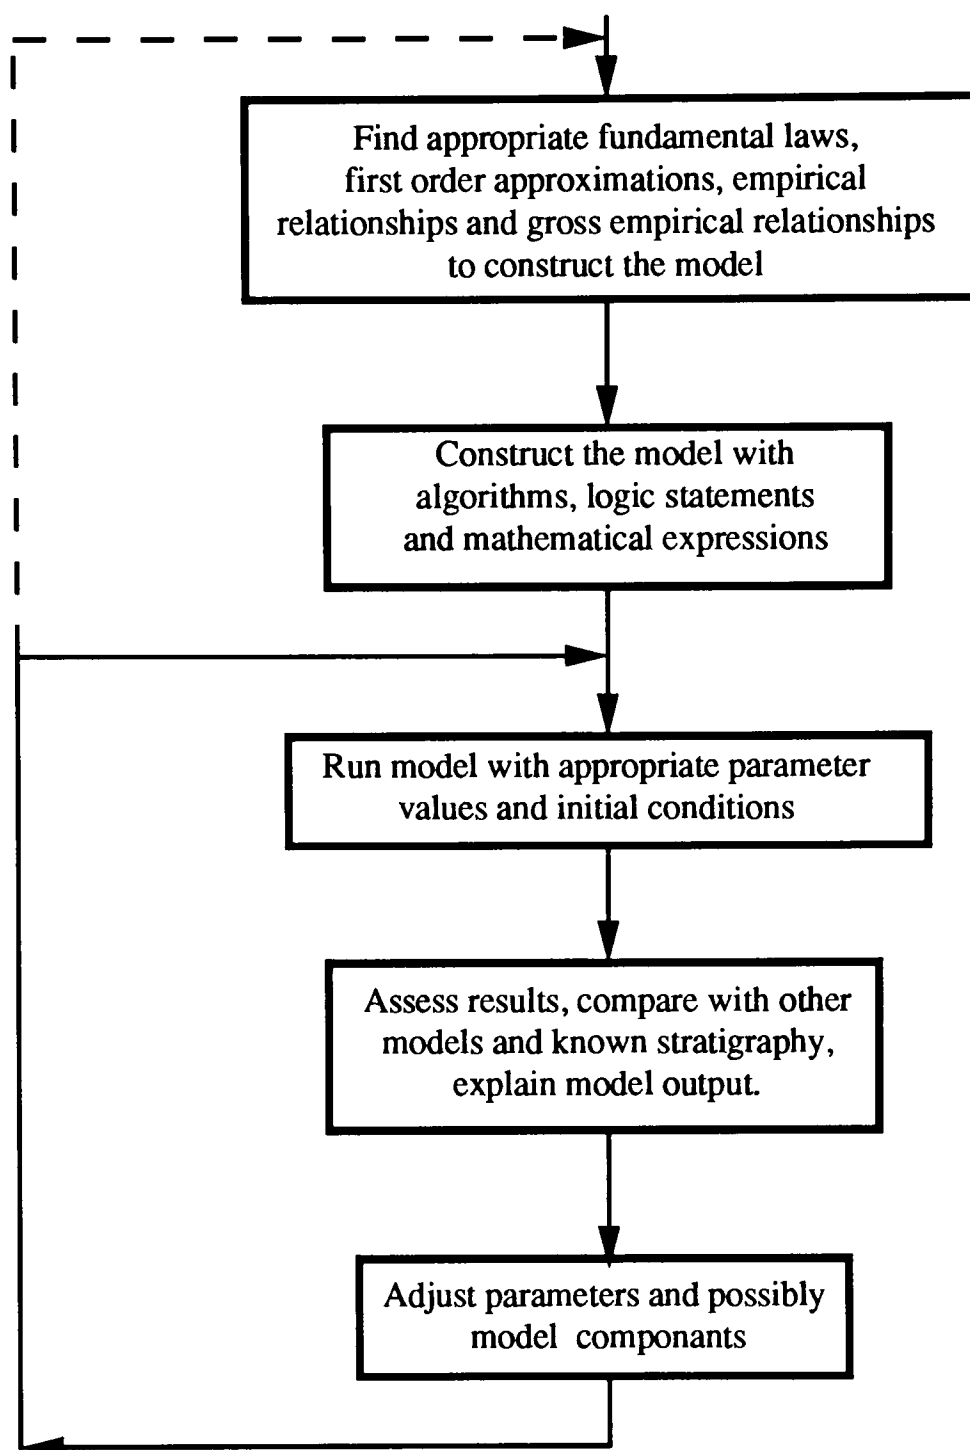 Find appropriate fundamental laws,
first order approximations, empirical
relationships and gross empirical relationships
to construct the model
Construct the model with
algorithms, logic statements
and mathematical expressions
Run model with appropriate parameter
values and initial conditions
Assess results, compare with other
models and known stratigraphy,
explain model output.
Adjust parameters and possibly
model componants